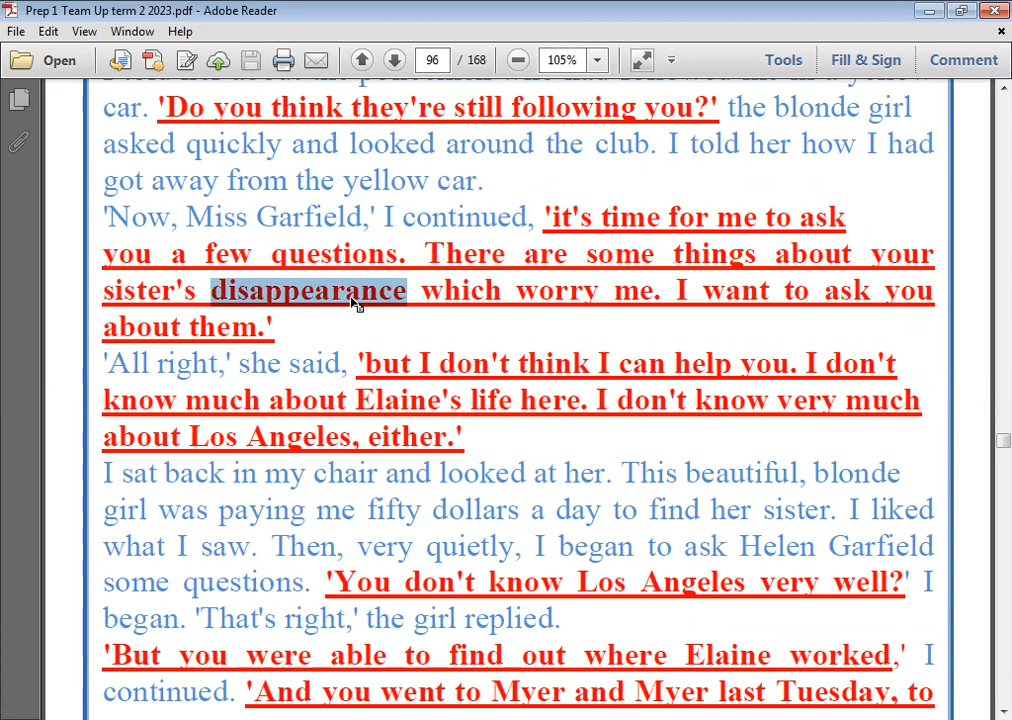 Prep 1 Team Up term 2 2023.pdf - Adobe Reader
File Edit View Window Help
Open 96 / 168 105% Tools Fill & Sign Comment
car. 'Do you think they're still following you?' the blonde girl
asked quickly and looked around the club. I told her how I had
got away from the yellow car.
'Now, Miss Garfield,' I continued, 'it's time for me to ask
you a few questions. There are some things about your
sister's disappearance which worry me. I want to ask you
about them.'
'All right,' she said, 'but I don't think I can help you. I don't
know much about Elaine's life here. I don't know very much
about Los Angeles, either.'
I sat back in my chair and looked at her. This beautiful, blonde
girl was paying me fifty dollars a day to find her sister. I liked
what I saw. Then, very quietly, I began to ask Helen Garfield
some questions. 'You don't know Los Angeles very well?' I
began. 'That's right,' the girl replied.
'But you were able to find out where Elaine worked,' I
continued. 'And you went to Myer and Myer last Tuesday, to